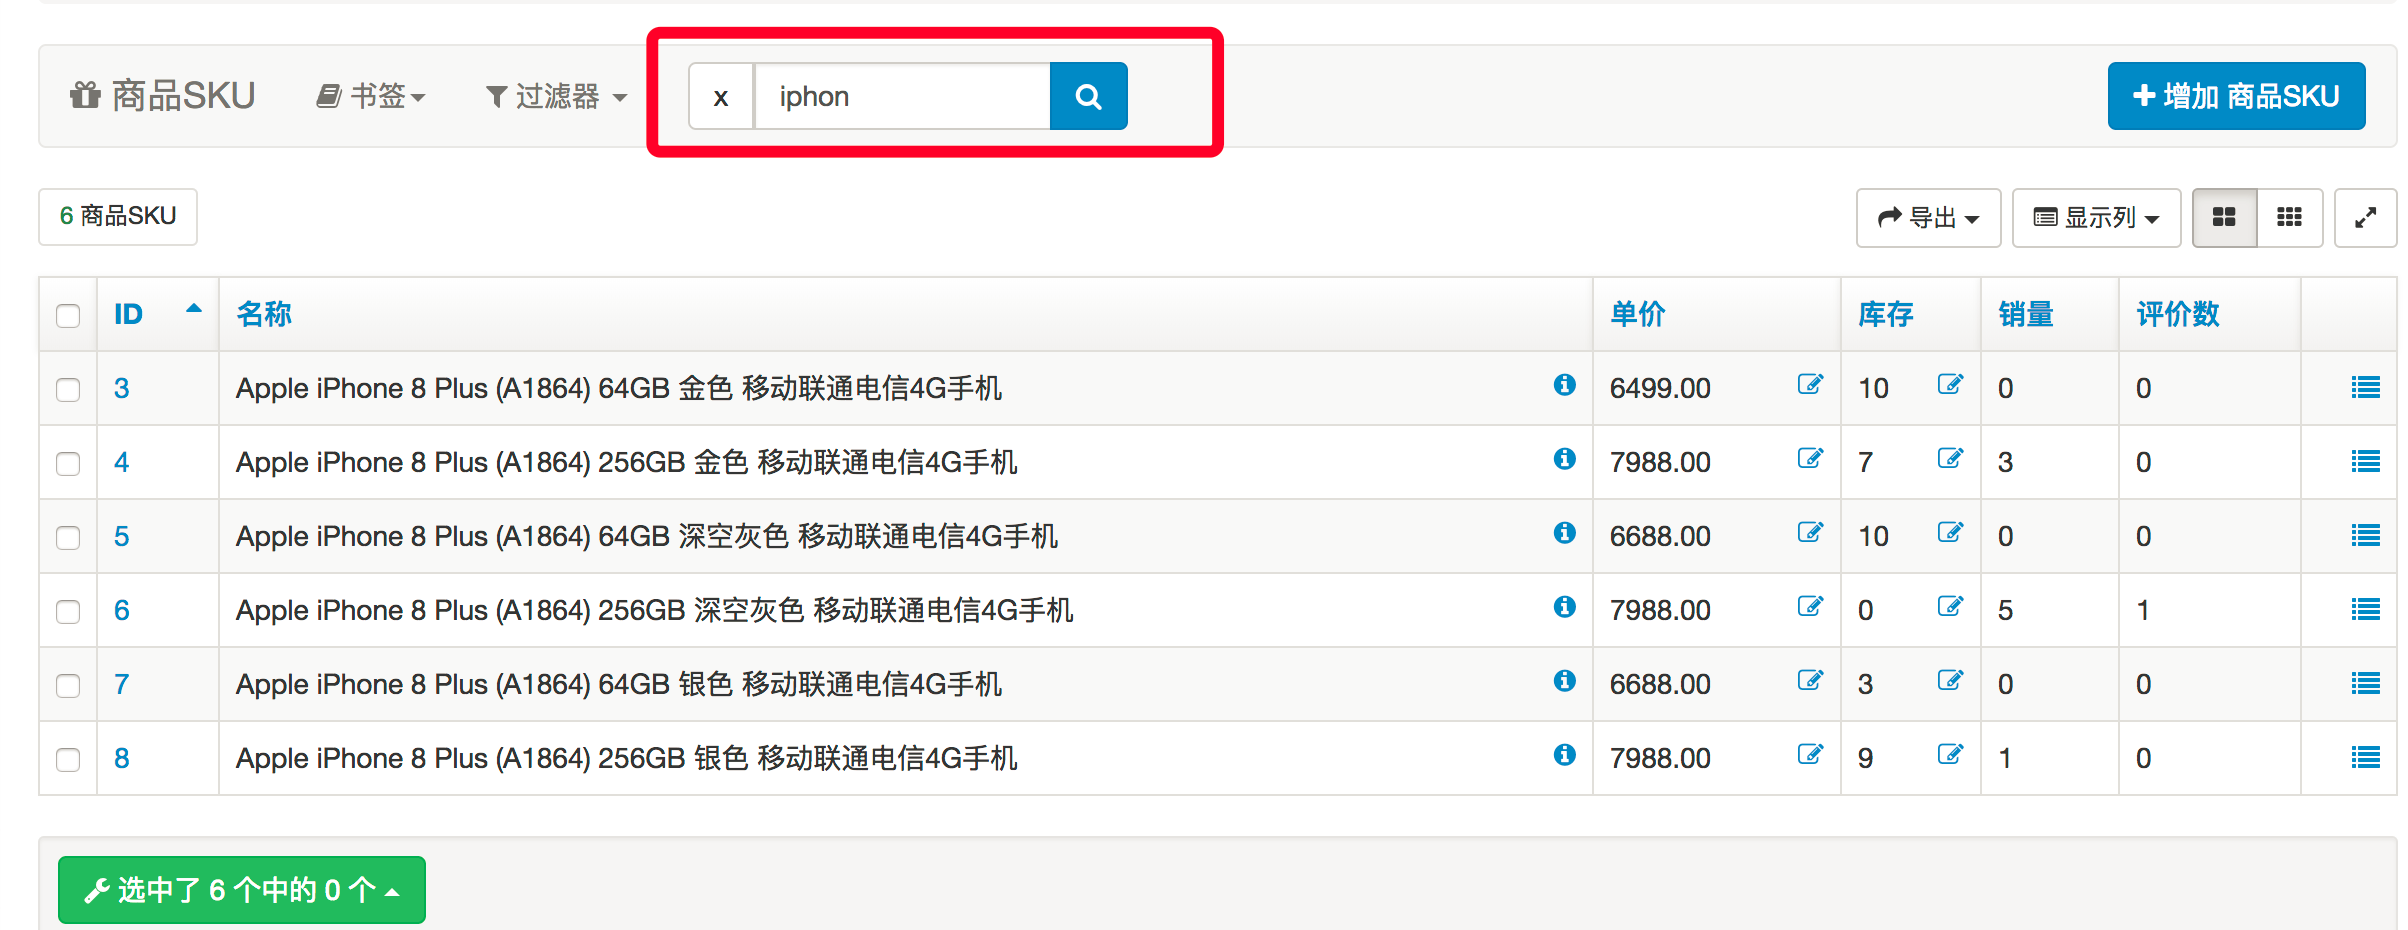 商品SKU 书签 过滤器 x iphon 增加 商品SKU
6 商品SKU 导出 显示列
ID 名称 单价 库存 销量 评价数
3 Apple iPhone 8 Plus (A1864) 64GB 金色 移动联通电信4G手机 6499.00 10 0 0
4 Apple iPhone 8 Plus (A1864) 256GB 金色 移动联通电信4G手机 7988.00 7 3 0
5 Apple iPhone 8 Plus (A1864) 64GB 深空灰色 移动联通电信4G手机 6688.00 10 0 0
6 Apple iPhone 8 Plus (A1864) 256GB 深空灰色 移动联通电信4G手机 7988.00 0 5 1
7 Apple iPhone 8 Plus (A1864) 64GB 银色 移动联通电信4G手机 6688.00 3 0 0
8 Apple iPhone 8 Plus (A1864) 256GB 银色 移动联通电信4G手机 7988.00 9 1 0
选中了 6 个中的 0 个